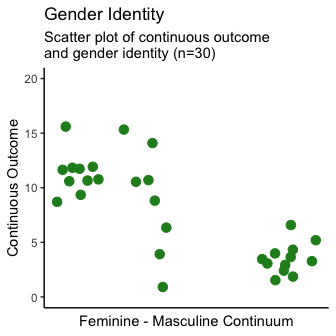 Gender Identity
Scatter plot of continuous outcome
and gender identity (n=30)
20
15
10
5
0
Continuous Outcome
Feminine - Masculine Continuum